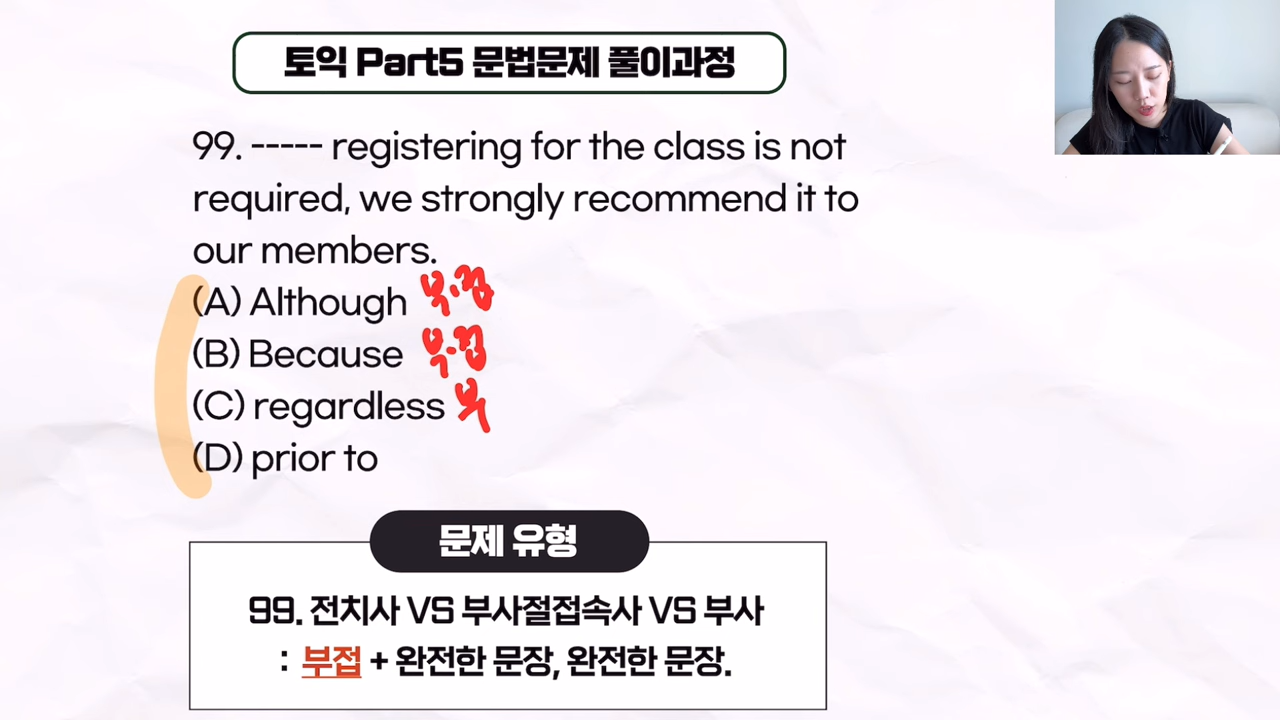 토익 Part5 문법문제 풀이과정
99. ----- registering for the class is not
required, we strongly recommend it to
our members.
(A) Although 부.접
(B) Because 부.접
(C) regardless 부
(D) prior to
문제 유형
99. 전치사 VS 부사절접속사 VS 부사
: 부접 + 완전한 문장, 완전한 문장.